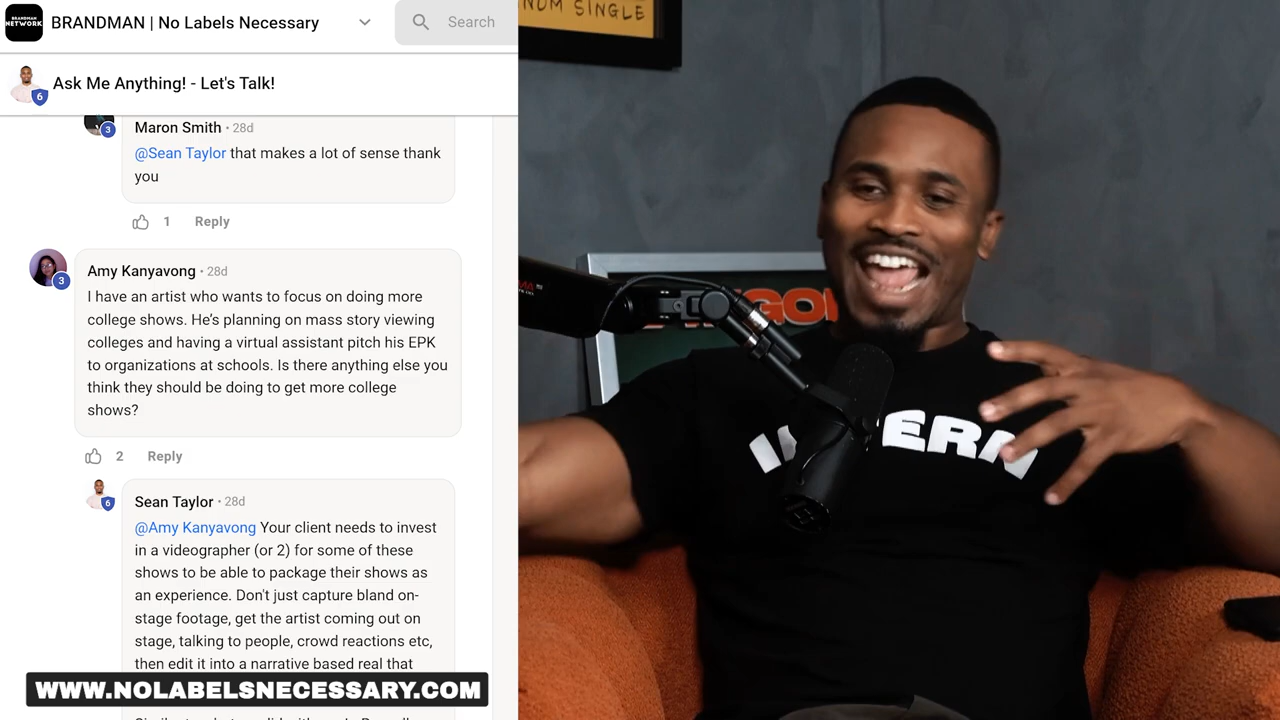 BRANDMAN
NETWORK
BRANDMAN | No Labels Necessary
Search
6
Ask Me Anything! - Let's Talk!
3
Maron Smith • 28d
@Sean Taylor that makes a lot of sense thank
you
1 Reply
3
Amy Kanyavong • 28d
I have an artist who wants to focus on doing more
college shows. He's planning on mass story viewing
colleges and having a virtual assistant pitch his EPK
to organizations at schools. Is there anything else you
think they should be doing to get more college
shows?
2 Reply
6
Sean Taylor • 28d
@Amy Kanyavong Your client needs to invest
in a videographer (or 2) for some of these
shows to be able to package their shows as
an experience. Don't just capture bland on-
stage footage, get the artist coming out on
stage, talking to people, crowd reactions etc,
then edit it into a narrative based real that
WWW.NOLABELSNECESSARY.COM
SINGLE